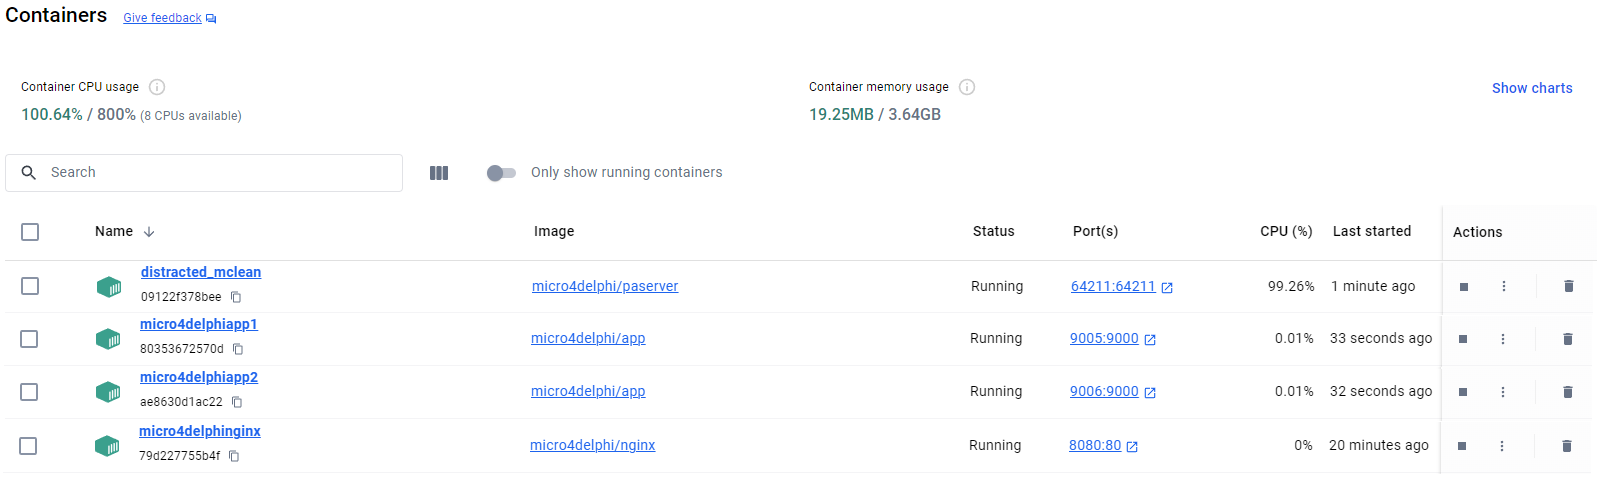 Containers Give feedback
Container CPU usage Container memory usage
100.64% / 800% (8 CPUs available) 19.25MB / 3.64GB Show charts
Search Only show running containers
Name Image Status Port(s) CPU (%) Last started Actions
distracted_mclean
09122f378bee micro4delphi/paserver Running 64211:64211 99.26% 1 minute ago
micro4delphiapp1
80353672570d micro4delphi/app Running 9005:9000 0.01% 33 seconds ago
micro4delphiapp2
ae8630d1ac22 micro4delphi/app Running 9006:9000 0.01% 32 seconds ago
micro4delphinginx
79d227755b4f micro4delphi/nginx Running 8080:80 0% 20 minutes ago